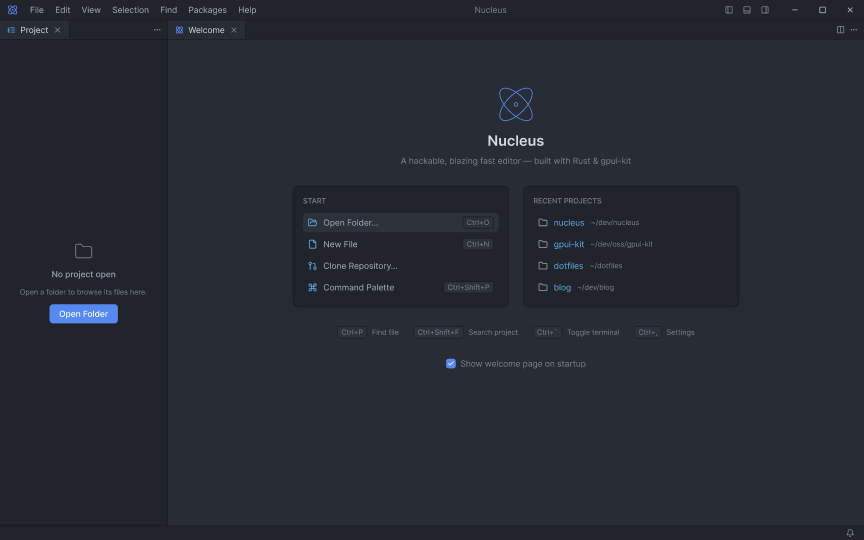 File Edit View Selection Find Packages Help
Nucleus
Project
Welcome
Nucleus
A hackable, blazing fast editor — built with Rust & gpui-kit
START
Open Folder... Ctrl+O
New File Ctrl+N
Clone Repository...
Command Palette Ctrl+Shift+P
RECENT PROJECTS
nucleus ~/dev/nucleus
gpui-kit ~/dev/oss/gpui-kit
dotfiles ~/dotfiles
blog ~/dev/blog
No project open
Open a folder to browse its files here.
Open Folder
Ctrl+P Find file Ctrl+Shift+F Search project Ctrl+` Toggle terminal Ctrl+, Settings
Show welcome page on startup